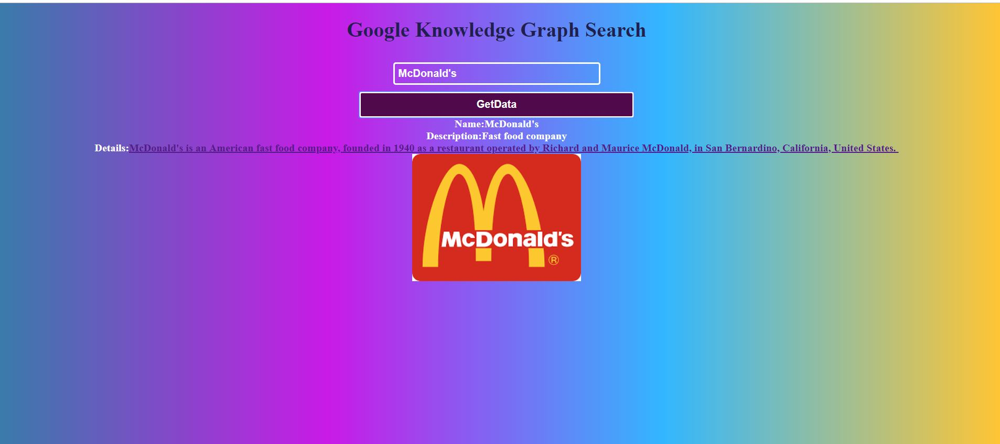 Google Knowledge Graph Search
McDonald's
GetData
Name:McDonald's
Description:Fast food company
Details:McDonald's is an American fast food company, founded in 1940 as a restaurant operated by Richard and Maurice McDonald, in San Bernardino, California, United States.
McDonald's
®